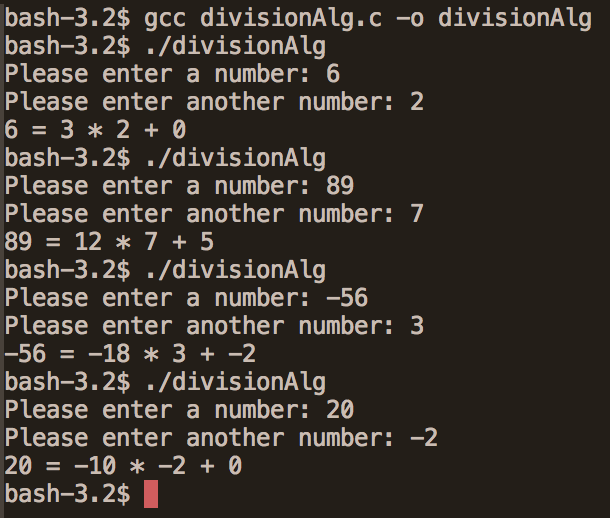 bash-3.2$ gcc divisionAlg.c -o divisionAlg
bash-3.2$ ./divisionAlg
Please enter a number: 6
Please enter another number: 2
6 = 3 * 2 + 0
bash-3.2$ ./divisionAlg
Please enter a number: 89
Please enter another number: 7
89 = 12 * 7 + 5
bash-3.2$ ./divisionAlg
Please enter a number: -56
Please enter another number: 3
-56 = -18 * 3 + -2
bash-3.2$ ./divisionAlg
Please enter a number: 20
Please enter another number: -2
20 = -10 * -2 + 0
bash-3.2$